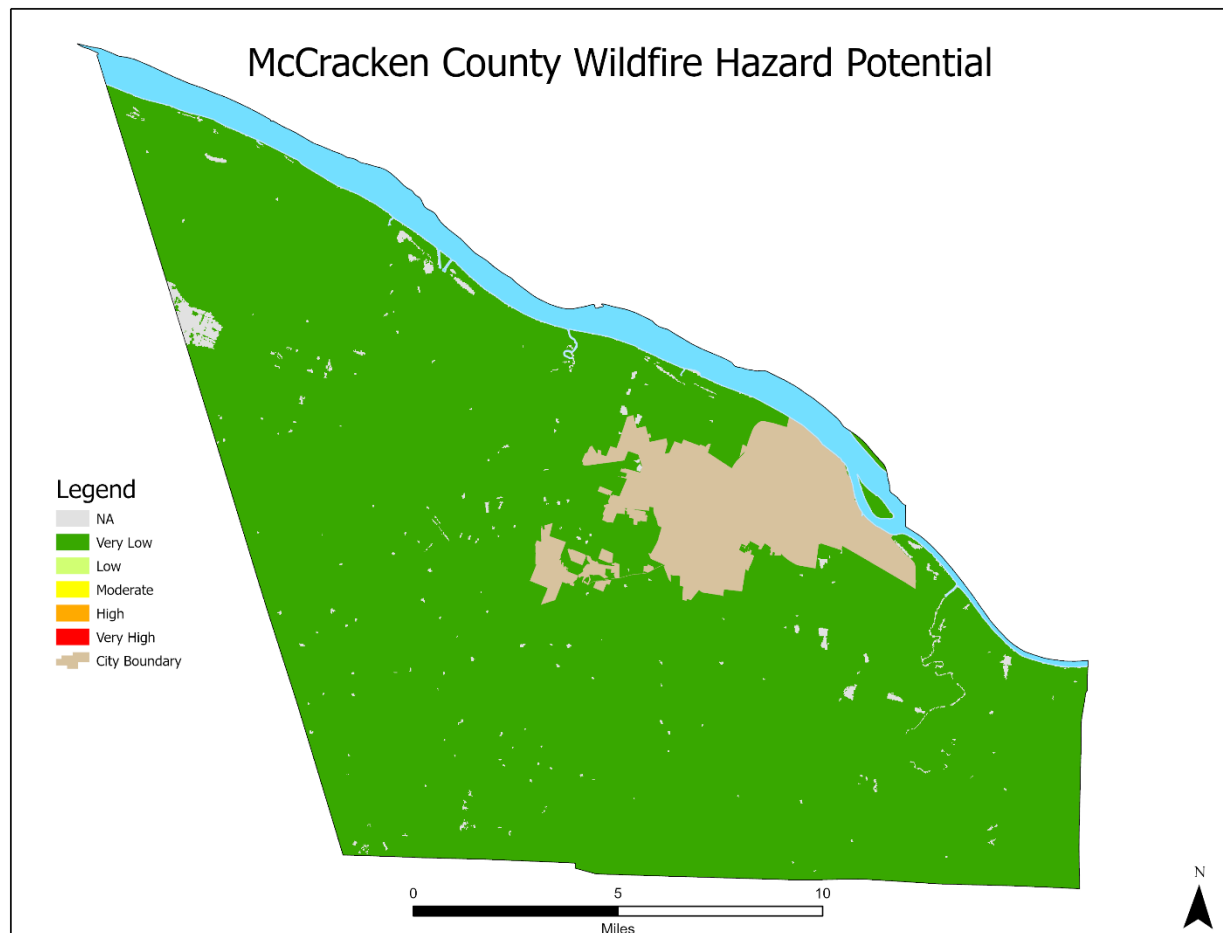 McCracken County Wildfire Hazard Potential
Legend
NA
Very Low
Low
Moderate
High
Very High
City Boundary
0 5 10
Miles
N